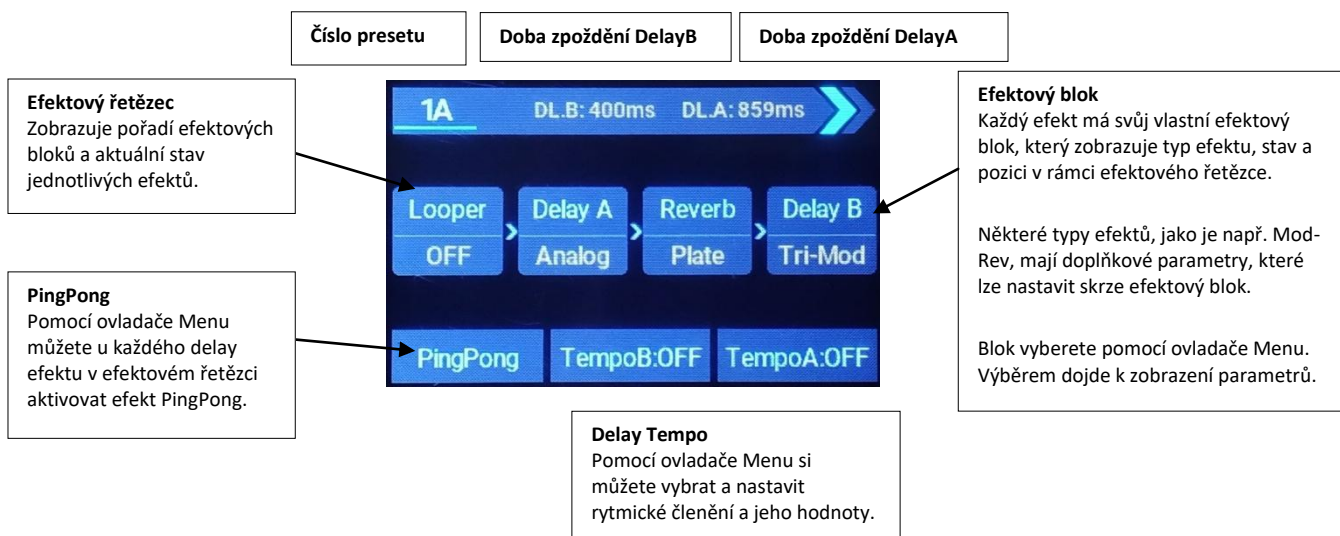 Číslo presetu
Doba zpoždění DelayB
Doba zpoždění DelayA
Efektový řetězec
Zobrazuje pořadí efektových
bloků a aktuální stav
jednotlivých efektů.
PingPong
Pomocí ovladače Menu
můžete u každého delay
efektu v efektovém řetězci
aktivovat efekt PingPong.
1A DL.B: 400ms DL.A: 859ms
Looper Delay A Reverb Delay B
OFF Analog Plate Tri-Mod
PingPong TempoB:OFF TempoA:OFF
Efektový blok
Každý efekt má svůj vlastní efektový
blok, který zobrazuje typ efektu, stav a
pozici v rámci efektového řetězce.
Některé typy efektů, jako je např. Mod-
Rev, mají doplňkové parametry, které
lze nastavit skrze efektový blok.
Blok vyberete pomocí ovladače Menu.
Výběrem dojde k zobrazení parametrů.
Delay Tempo
Pomocí ovladače Menu si
můžete vybrat a nastavit
rytmické členění a jeho hodnoty.